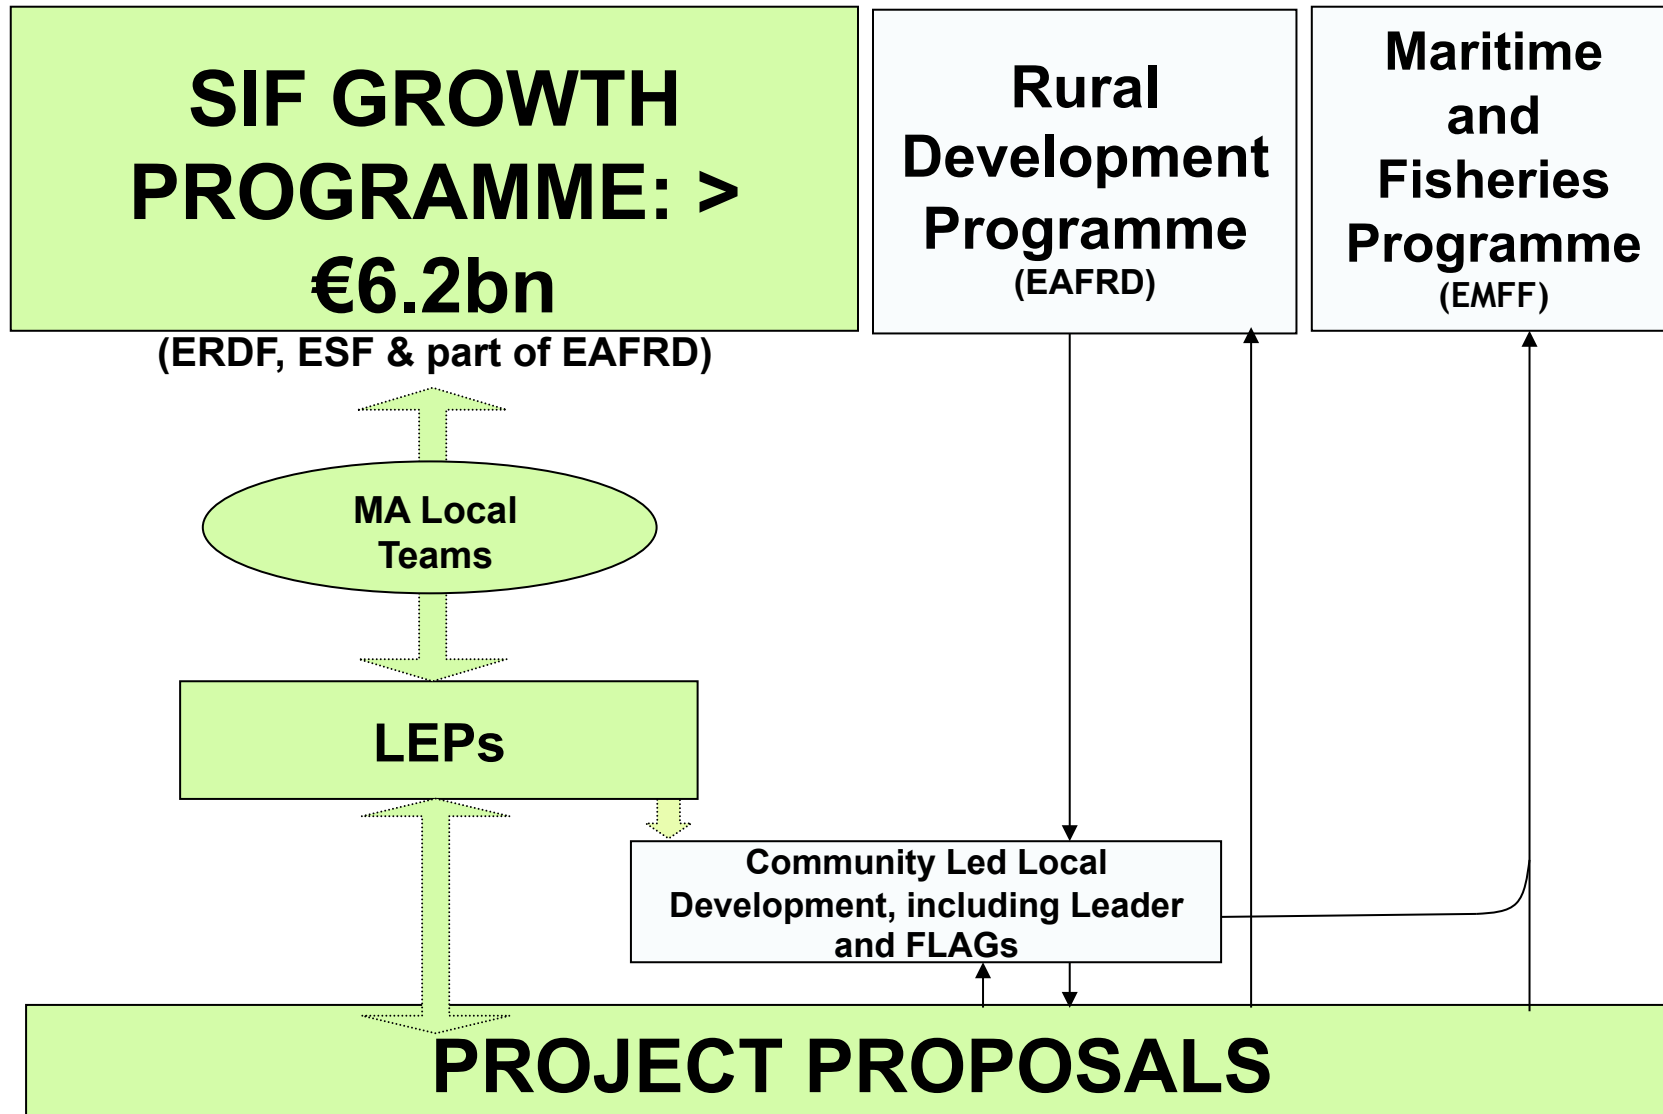 SIF GROWTH
PROGRAMME: >
€6.2bn
(ERDF, ESF & part of EAFRD)
Rural
Development
Programme
(EAFRD)
Maritime
and
Fisheries
Programme
(EMFF)
MA Local
Teams
LEPs
Community Led Local
Development, including Leader
and FLAGs
PROJECT PROPOSALS